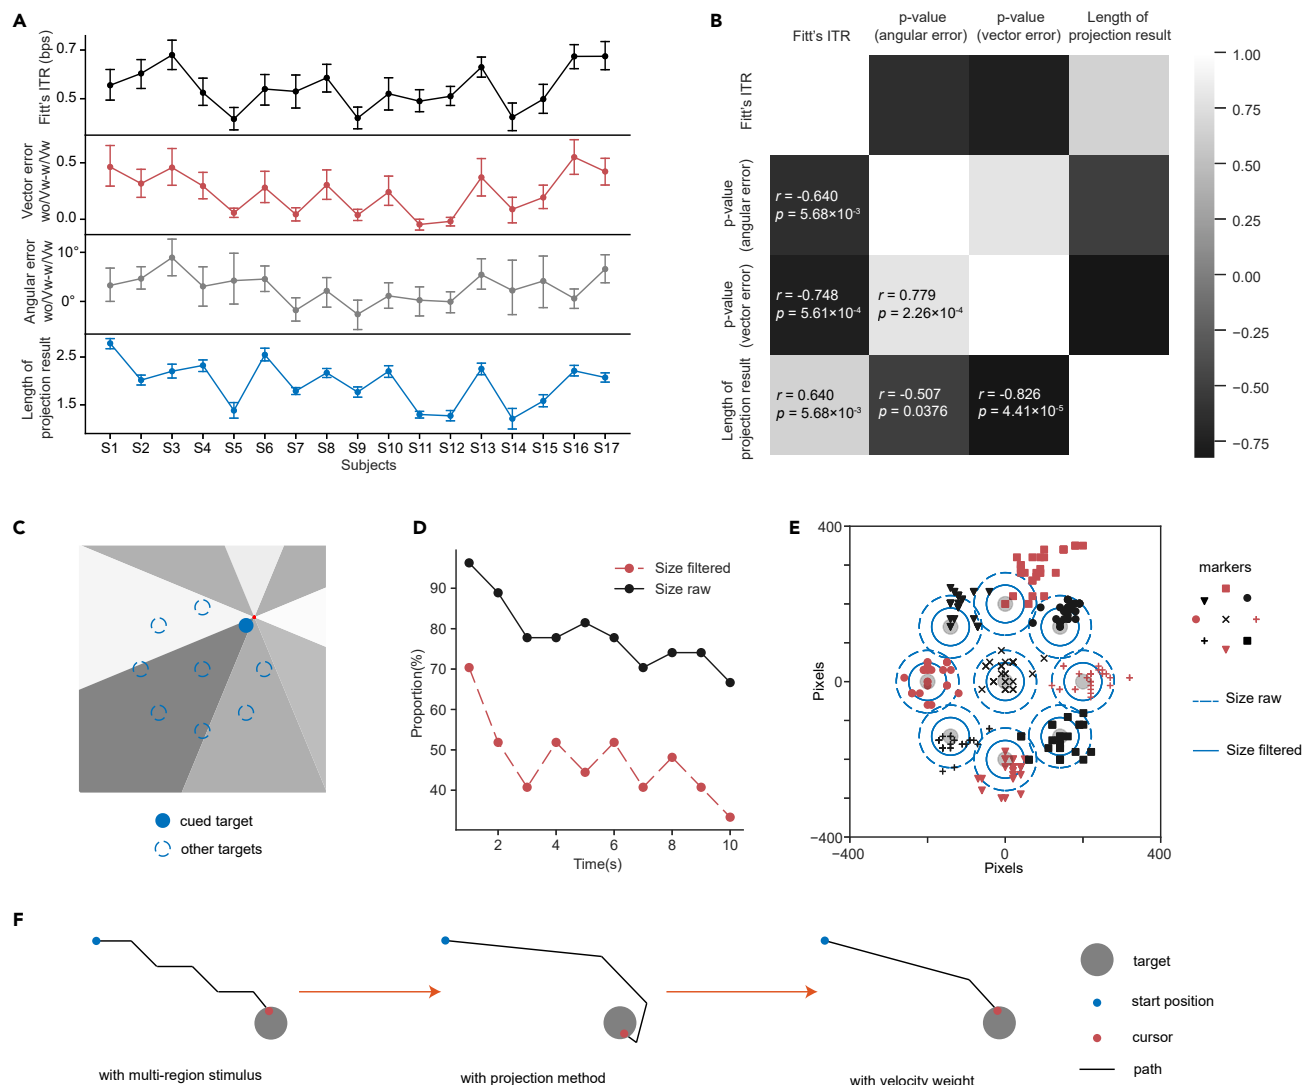 A
Fitt's ITR (bps)
0.7
0.5
Vector error
wo/Vw-w/Vw
0.5
0.0
Angular error
wo/Vw-w/Vw
10°
0°
Length of
projection result
2.5
1.5
S1 S2 S3 S4 S5 S6 S7 S8 S9 S10 S11 S12 S13 S14 S15 S16 S17
Subjects
B
Fitt's ITR
p-value
(angular error)
p-value
(vector error)
Length of
projection result
Fitt's ITR
p-value
(angular error)
r = -0.640
p = 5.68×10-3
p-value
(vector error)
r = -0.748
p = 5.61×10-4
r = 0.779
p = 2.26×10-4
Length of
projection result
r = 0.640
p = 5.68×10-3
r = -0.507
p = 0.0376
r = -0.826
p = 4.41×10-5
1.00
0.75
0.50
0.25
0.00
−0.25
−0.50
−0.75
C
cued target
other targets
D
Proportion(%)
90
80
70
60
50
40
2 4 6 8 10
Time(s)
Size filtered
Size raw
E
Pixels
400
0
−400
−400 0 400
Pixels
markers
Size raw
Size filtered
F
with multi-region stimulus
with projection method
with velocity weight
target
start position
cursor
path